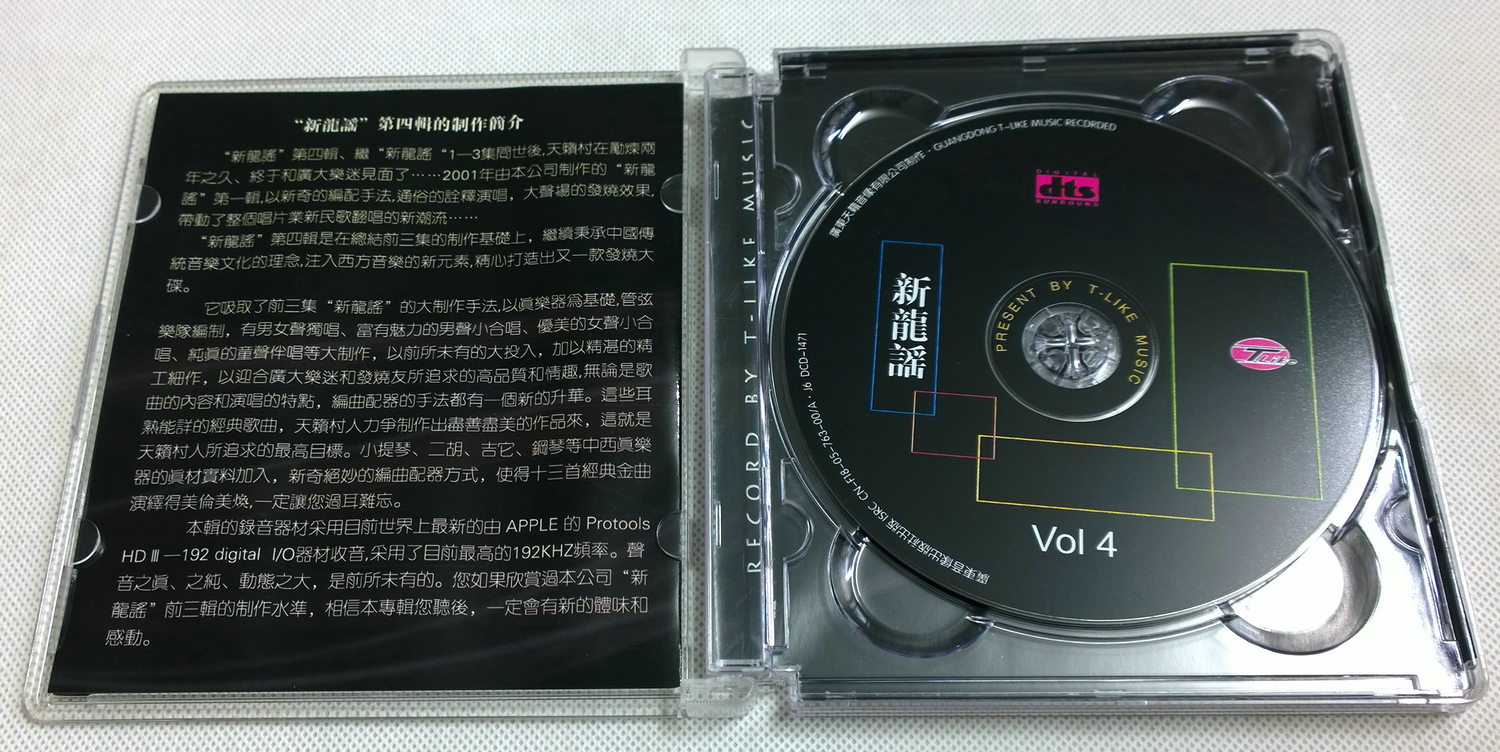 “新龍謠”第四輯的制作簡介
“新龍謠”第四輯、繼“新龍謠“1—3集問世後,天籟村在勵煉兩
年之久、終于和廣大樂迷見面了……2001年由本公司制作的“新龍
謠”第一輯,以新奇的編配手法,通俗的詮釋演唱，大聲場的發燒效果,
帶動了整個唱片業新民歌翻唱的新潮流……
“新龍謠”第四輯是在總結前三集的制作基礎上，繼續秉承中國傳
統音樂文化的理念,注入西方音樂的新元素,精心打造出又一款發燒大
碟。
它吸取了前三集“新龍謠”的大制作手法,以眞樂器爲基礎,管弦
樂隊編制，有男女聲獨唱、富有魅力的男聲小合唱、優美的女聲小合
唱、純眞的童聲伴唱等大制作，以前所未有的大投入，加以精湛的精
工細作，以迎合廣大樂迷和發燒友所追求的高品質和情趣,無論是歌
曲的內容和演唱的特點，編曲配器的手法都有一個新的升華。這些耳
熟能詳的經典歌曲，天籟村人力爭制作出盡善盡美的作品來，這就是
天籟村人所追求的最高目標。小提琴、二胡、吉它、鋼琴等中西眞樂
器的眞材實料加入，新奇絕妙的編曲配器方式，使得十三首經典金曲
演繹得美倫美煥,一定讓您過耳難忘。
本輯的錄音器材采用目前世界上最新的由 APPLE 的 Protools
HD Ⅲ —192 digital I/O器材收音,采用了目前最高的192KHZ頻率。聲
音之眞、之純、動態之大，是前所未有的。您如果欣賞過本公司“新
龍謠”前三輯的制作水準，相信本專輯您聽後，一定會有新的體味和
感動。
RECORD BY T-LIKE MUSIC
廣東天籟音像有限公司制作・GUANGDONG T-LIKE MUSIC RECORDED
DIGITAL
dts
SURROUND
新龍謠
PRESENT BY T-LIKE MUSIC
T-Like
Vol 4
廣東音像出版社出版 ISRC CN-F18-05-763-00/A・J6 DCD-1471